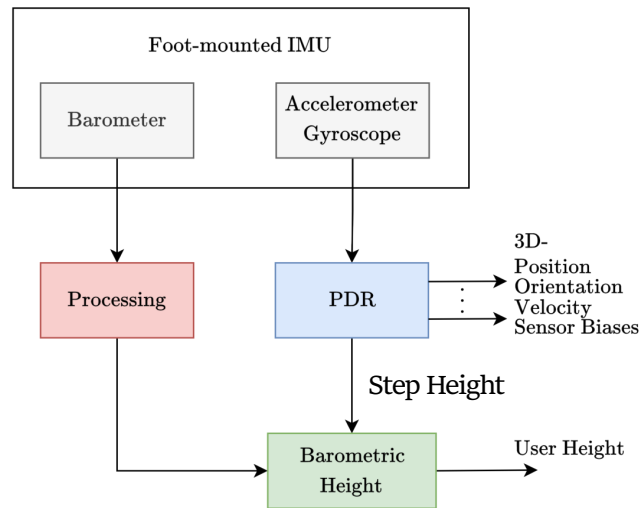 Foot-mounted IMU
Barometer
Accelerometer
Gyroscope
Processing
PDR
3D-
Position
Orientation
⋮
Velocity
Sensor Biases
Step Height
Barometric
Height
User Height